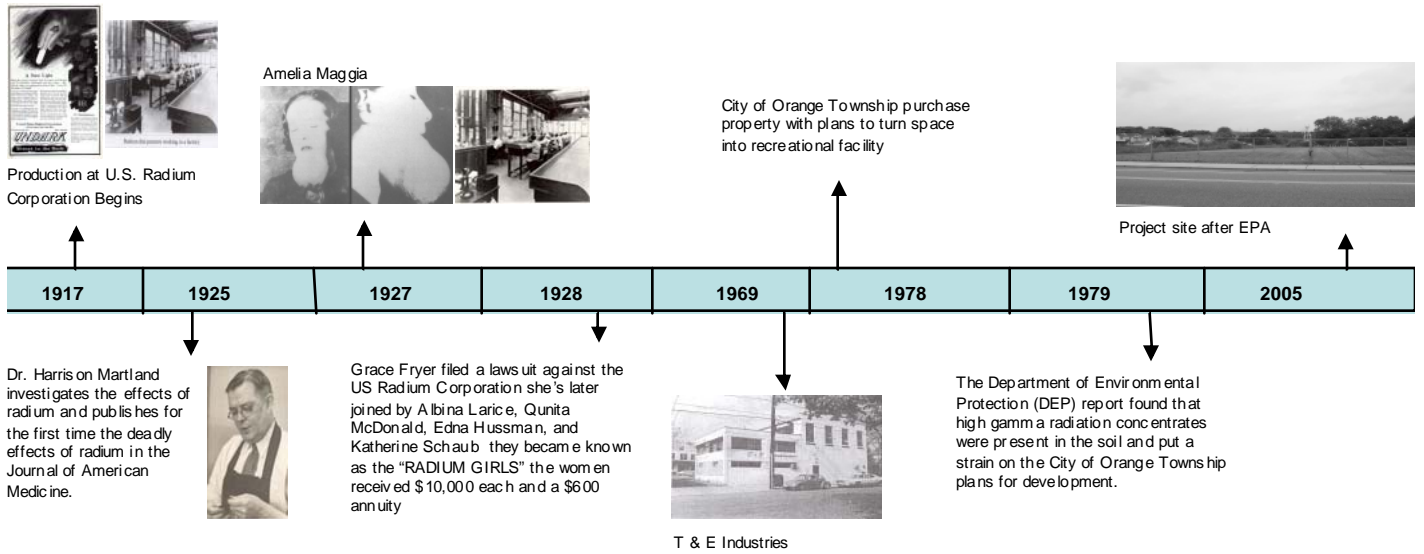 UNDARK
Production at U.S. Radium
Corporation Begins
Amelia Maggia
City of Orange Township purchase
property with plans to turn space
into recreational facility
Project site after EPA
1917
1925
1927
1928
1969
1978
1979
2005
Dr. Harrison Martland
investigates the effects of
radium and publishes for
the first time the deadly
effects of radium in the
Journal of American
Medicine.
Grace Fryer filed a lawsuit against the
US Radium Corporation she's later
joined by Albina Larice, Qunita
McDonald, Edna Hussman, and
Katherine Schaub they became known
as the "RADIUM GIRLS" the women
received $10,000 each and a $600
annuity
T & E Industries
The Department of Environmental
Protection (DEP) report found that
high gamma radiation concentrates
were present in the soil and put a
strain on the City of Orange Township
plans for development.